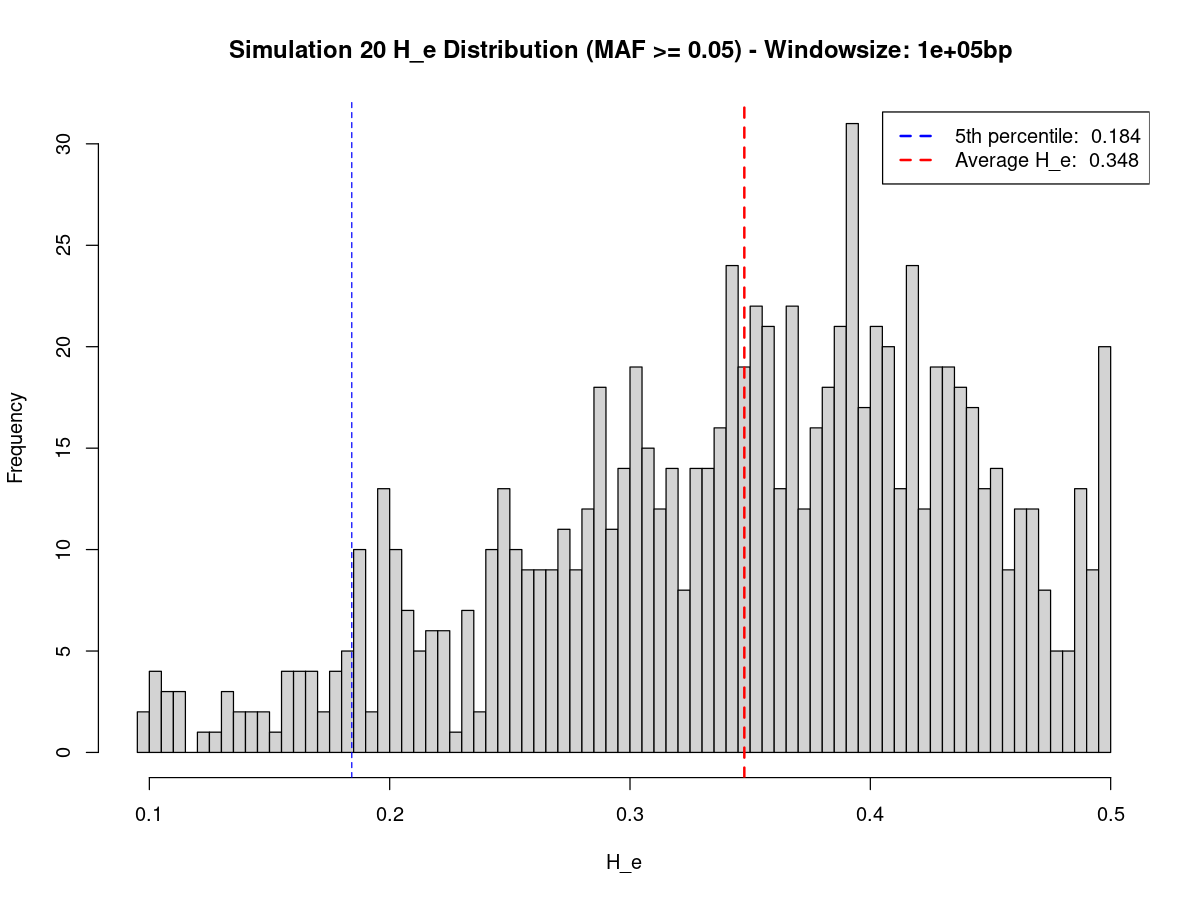 Simulation 20 H_e Distribution (MAF >= 0.05) - Windowsize: 1e+05bp
5th percentile:  0.184
Average H_e:  0.348
Frequency
30
25
20
15
10
5
0
0.1 0.2 0.3 0.4 0.5
H_e